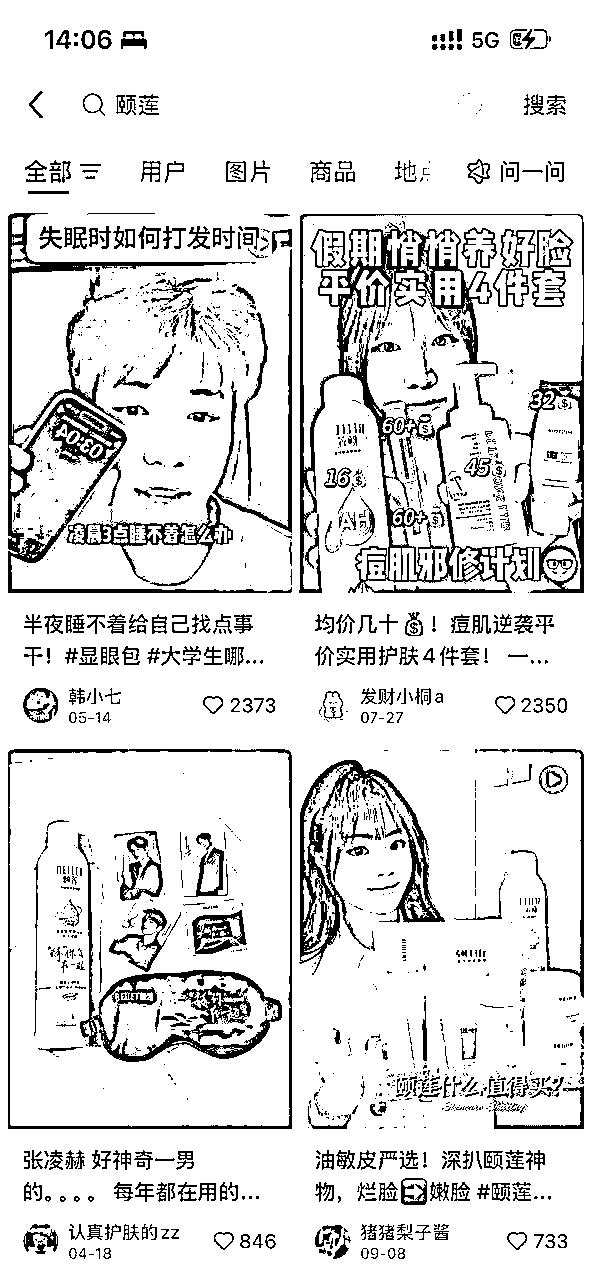 14:06
5G
颐莲
搜索
全部
用户
图片
商品
地点
问一问
失眠时如何打发时间
03:04
凌晨3点睡不着怎么办
假期悄悄养好脸
平价实用4件套
32
60+
16
45
60+
痘肌邪修计划
半夜睡不着给自己找点事
干！#显眼包 #大学生哪...
韩小七
05-14
2373
均价几十💰！痘肌逆袭平
价实用护肤4件套！ 一...
发财小桐a
07-27
2350
颐莲什么值得买?
张凌赫 好神奇一男
的。。。。 每年都在用的...
认真护肤的zz
04-18
846
油敏皮严选！深扒颐莲神
物，烂脸➡嫩脸 #颐莲...
猪猪梨子酱
09-08
733